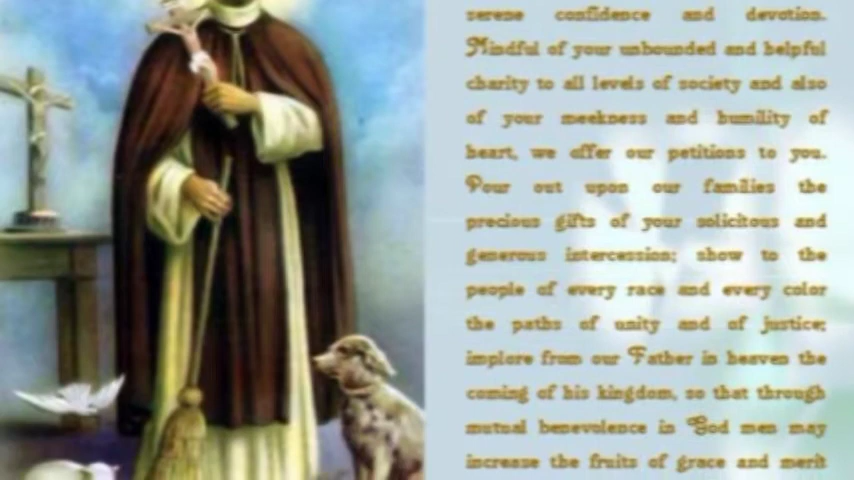 serene confidence and devotion.
Mindful of your unbounded and helpful
charity to all levels of society and also
of your meekness and humility of
heart, we offer our petitions to you.
Pour out upon our families the
precious gifts of your solicitous and
generous intercession; show to the
people of every race and every color
the paths of unity and of justice;
implore from our Father in heaven the
coming of his kingdom, so that through
mutual benevolence in God men may
increase the fruits of grace and merit